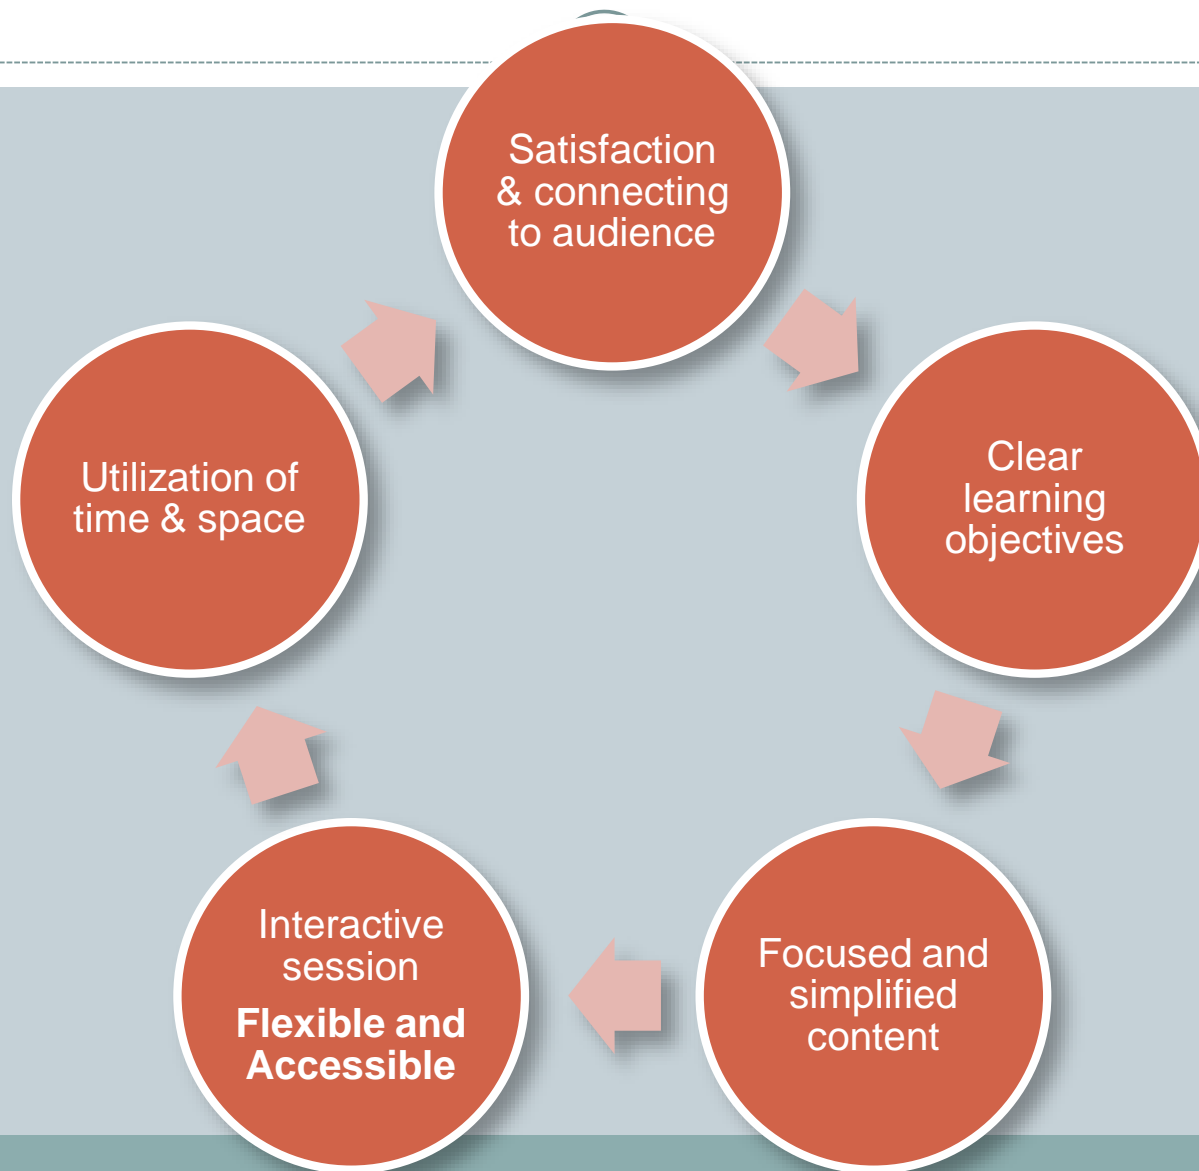 Satisfaction
& connecting
to audience
Clear
learning
objectives
Focused and
simplified
content
Interactive
session
Flexible and
Accessible
Utilization of
time & space